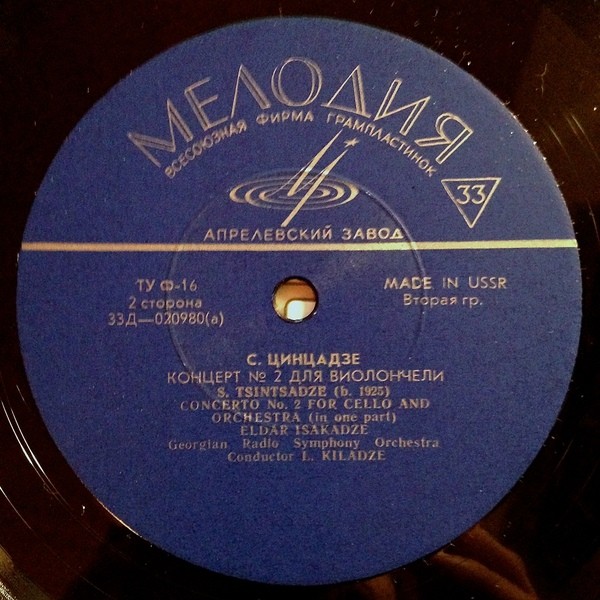 МЕЛОДИЯ
ВСЕСОЮЗНАЯ ФИРМА ГРАМПЛАСТИНОК
33
АПРЕЛЕВСКИЙ ЗАВОД
ТУ Ф-16
2 сторона
33Д—020980(а)
MADE IN USSR
Вторая гр.
С. ЦИНЦАДЗЕ
КОНЦЕРТ № 2 ДЛЯ ВИОЛОНЧЕЛИ
S. TSINTSADZE (b. 1925)
CONCERTO No. 2 FOR CELLO AND
ORCHESTRA (in one part)
ELDAR ISAKADZE
Georgian Radio Symphony Orchestra
Conductor L. KILADZE